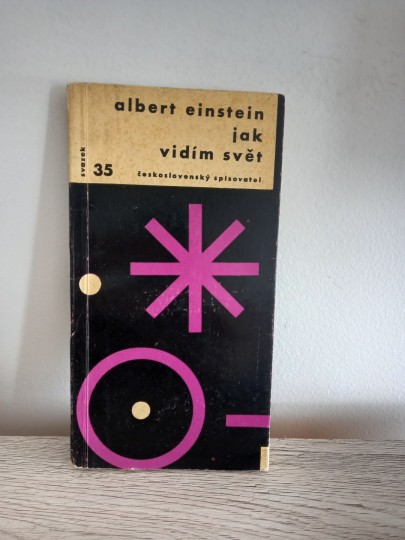 albert einstein
jak
vidím svět
svazek 35
československý spisovatel